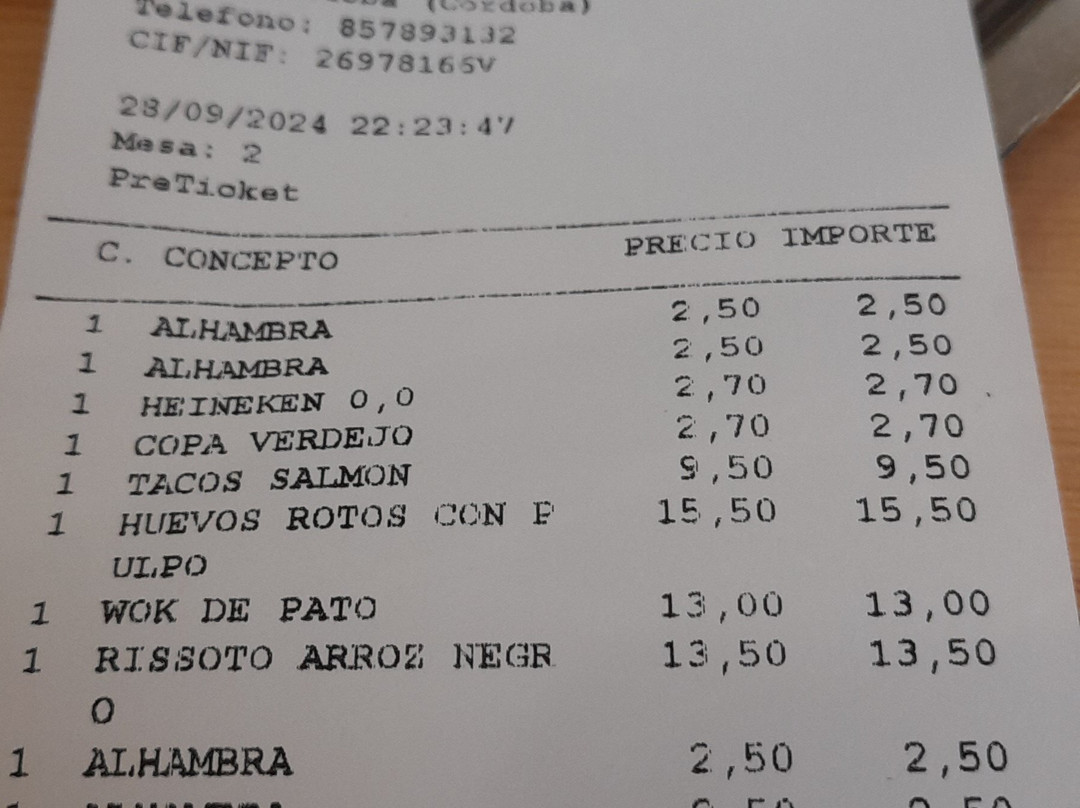 (Cordoba)
Telefono: 857893132
CIF/NIF: 26978165V
28/09/2024 22:23:47
Mesa: 2
PreTicket
C. CONCEPTO PRECIO IMPORTE
1 ALHAMBRA 2,50 2,50
1 ALHAMBRA 2,50 2,50
1 HEINEKEN 0,0 2,70 2,70
1 COPA VERDEJO 2,70 2,70
1 TACOS SALMON 9,50 9,50
1 HUEVOS ROTOS CON P 15,50 15,50
ULPO
1 WOK DE PATO 13,00 13,00
1 RISSOTO ARROZ NEGR 13,50 13,50
O
1 ALHAMBRA 2,50 2,50